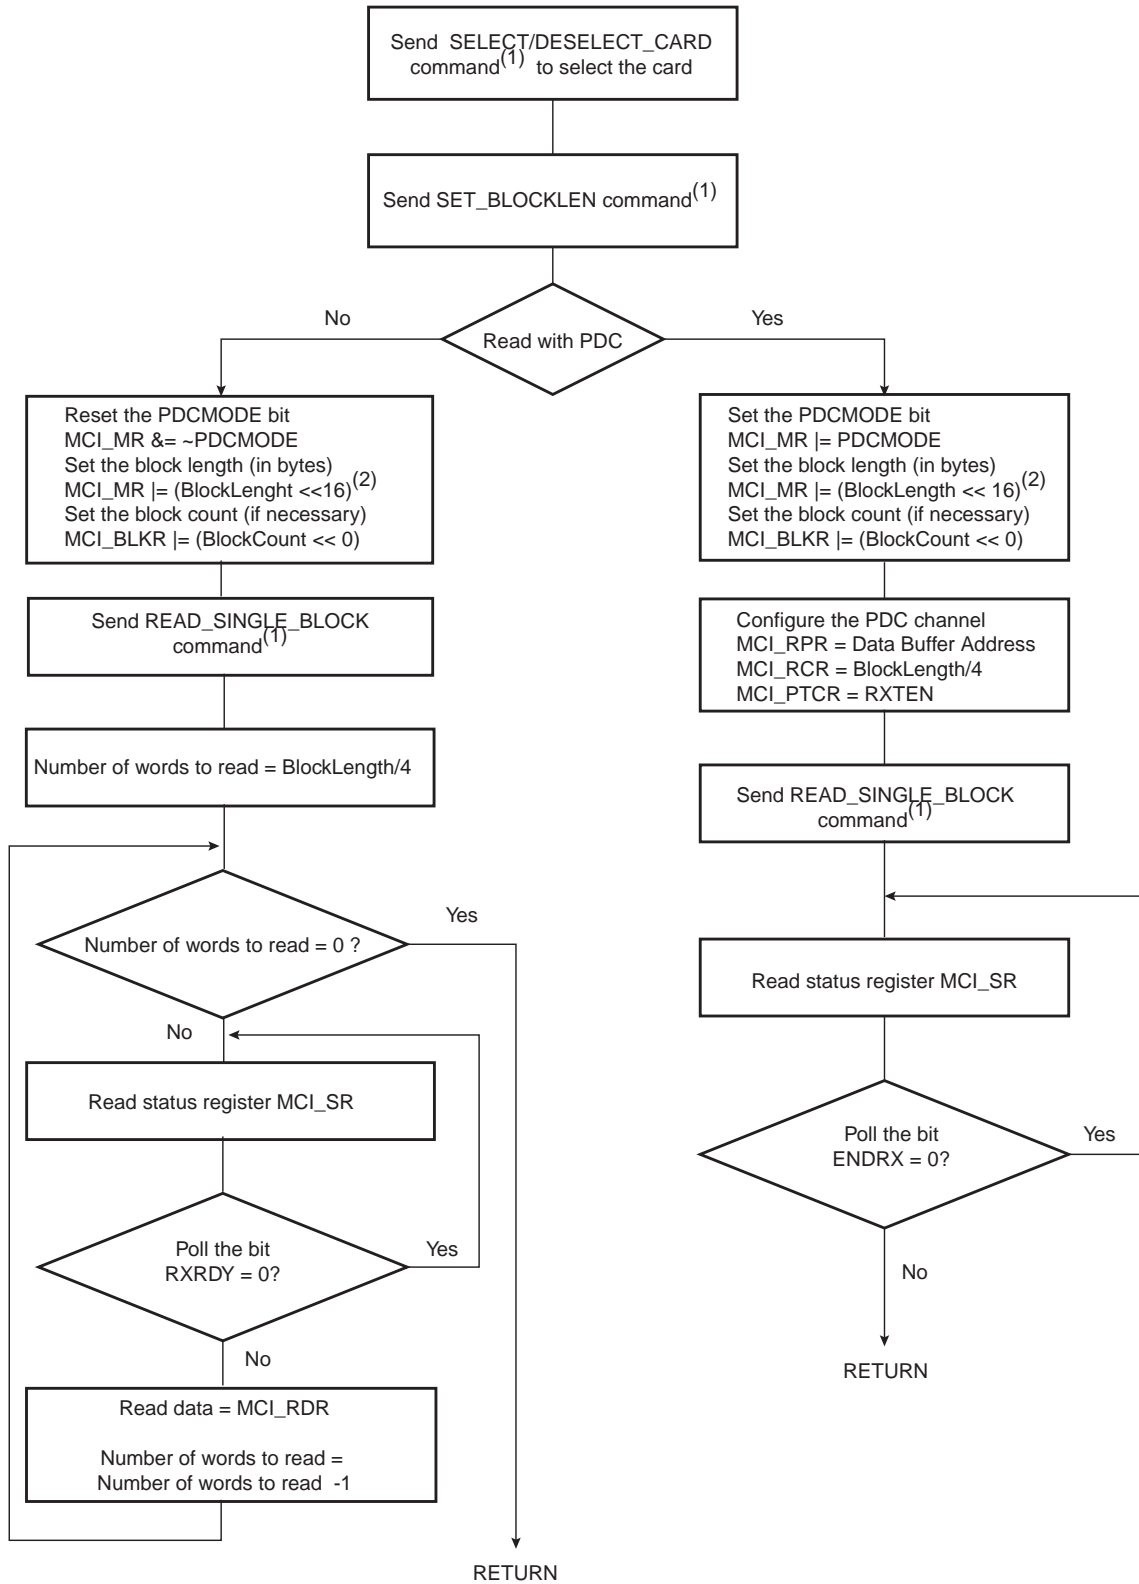 Send SELECT/DESELECT_CARD
command(1) to select the card
Send SET_BLOCKLEN command(1)
No
Read with PDC
Yes
Reset the PDCMODE bit
MCI_MR &= ~PDCMODE
Set the block length (in bytes)
MCI_MR |= (BlockLenght <<16)(2)
Set the block count (if necessary)
MCI_BLKR |= (BlockCount << 0)
Send READ_SINGLE_BLOCK
command(1)
Number of words to read = BlockLength/4
Number of words to read = 0 ?
Yes
No
Read status register MCI_SR
Poll the bit
RXRDY = 0?
Yes
No
Read data = MCI_RDR
Number of words to read =
Number of words to read -1
RETURN
Set the PDCMODE bit
MCI_MR |= PDCMODE
Set the block length (in bytes)
MCI_MR |= (BlockLength << 16)(2)
Set the block count (if necessary)
MCI_BLKR |= (BlockCount << 0)
Configure the PDC channel
MCI_RPR = Data Buffer Address
MCI_RCR = BlockLength/4
MCI_PTCR = RXTEN
Send READ_SINGLE_BLOCK
command(1)
Read status register MCI_SR
Poll the bit
ENDRX = 0?
Yes
No
RETURN